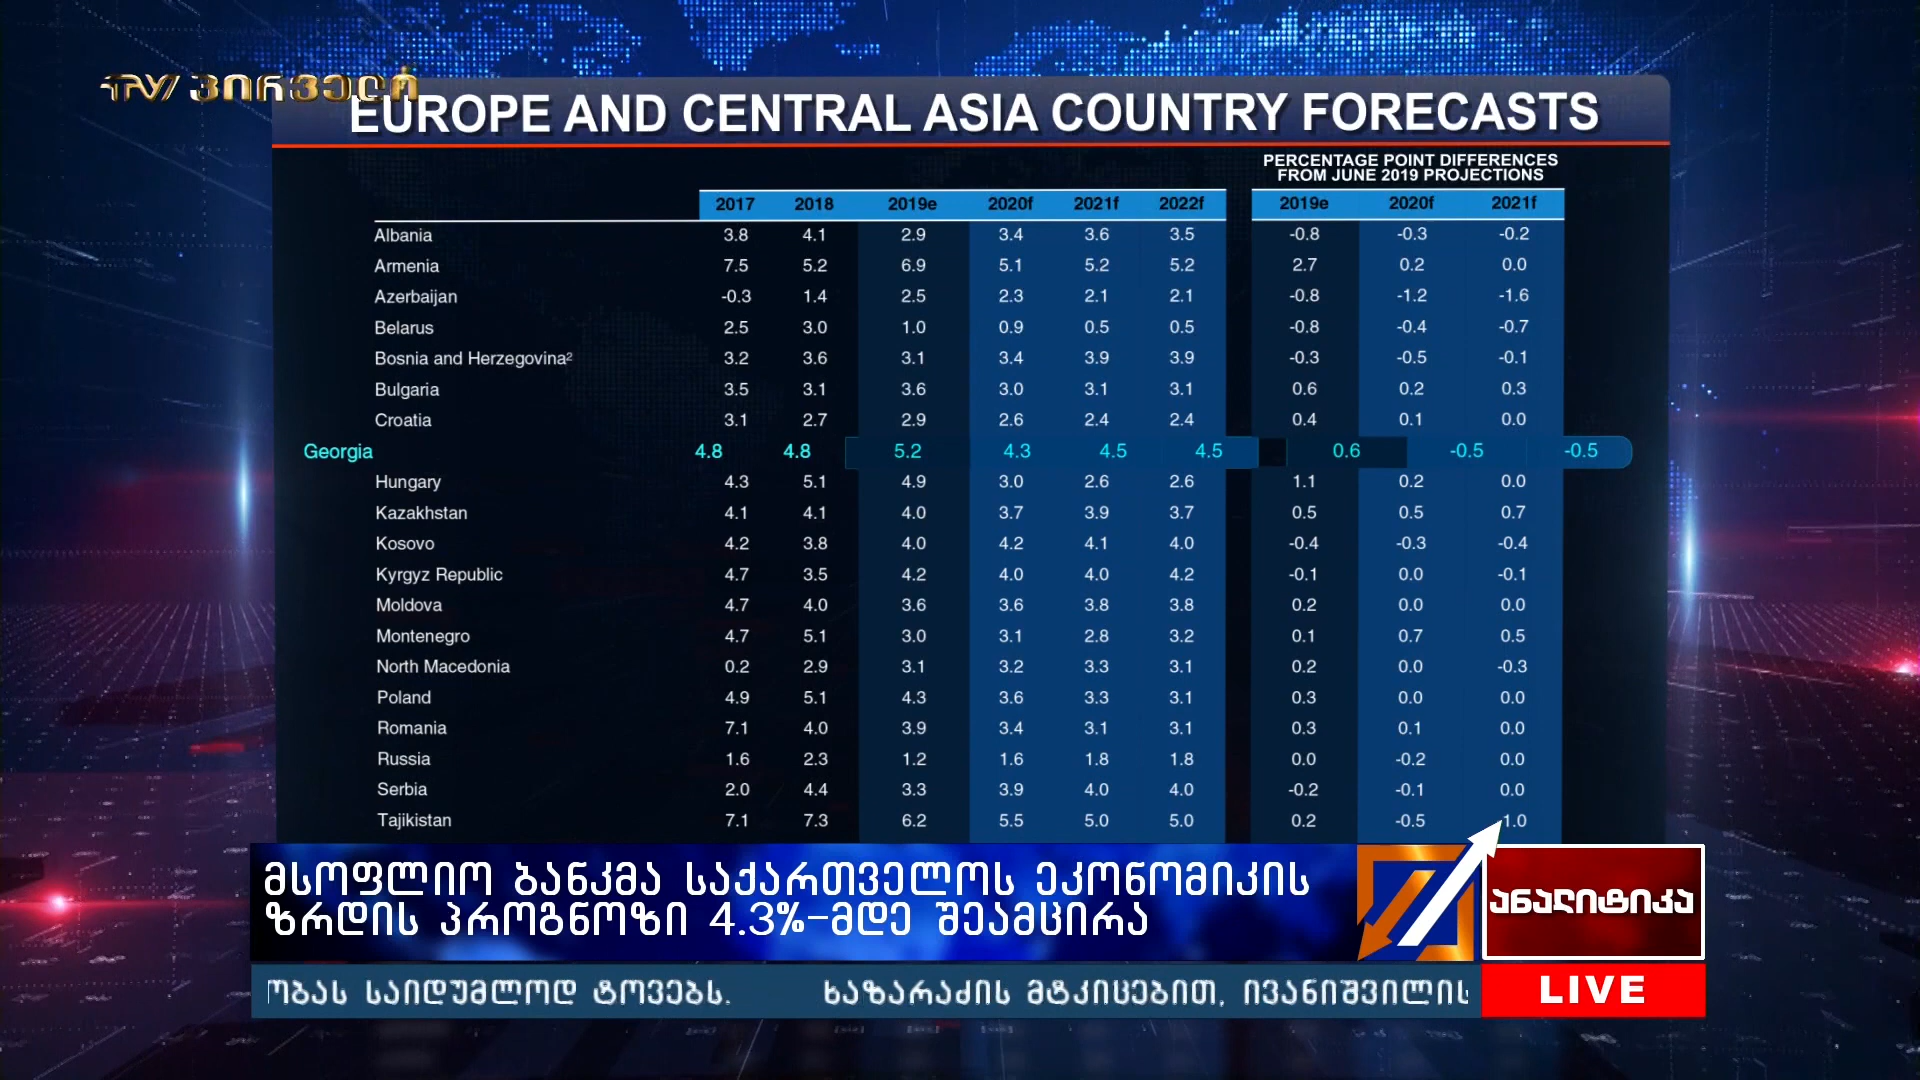 TV ᲞᲘᲠᲕᲔᲚᲘ
EUROPE AND CENTRAL ASIA COUNTRY FORECASTS
PERCENTAGE POINT DIFFERENCES
FROM JUNE 2019 PROJECTIONS
2017 2018 2019e 2020f 2021f 2022f 2019e 2020f 2021f
Albania 3.8 4.1 2.9 3.4 3.6 3.5 -0.8 -0.3 -0.2
Armenia 7.5 5.2 6.9 5.1 5.2 5.2 2.7 0.2 0.0
Azerbaijan -0.3 1.4 2.5 2.3 2.1 2.1 -0.8 -1.2 -1.6
Belarus 2.5 3.0 1.0 0.9 0.5 0.5 -0.8 -0.4 -0.7
Bosnia and Herzegovina² 3.2 3.6 3.1 3.4 3.9 3.9 -0.3 -0.5 -0.1
Bulgaria 3.5 3.1 3.6 3.0 3.1 3.1 0.6 0.2 0.3
Croatia 3.1 2.7 2.9 2.6 2.4 2.4 0.4 0.1 0.0
Georgia 4.8 4.8 5.2 4.3 4.5 4.5 0.6 -0.5 -0.5
Hungary 4.3 5.1 4.9 3.0 2.6 2.6 1.1 0.2 0.0
Kazakhstan 4.1 4.1 4.0 3.7 3.9 3.7 0.5 0.5 0.7
Kosovo 4.2 3.8 4.0 4.2 4.1 4.0 -0.4 -0.3 -0.4
Kyrgyz Republic 4.7 3.5 4.2 4.0 4.0 4.2 -0.1 0.0 -0.1
Moldova 4.7 4.0 3.6 3.6 3.8 3.8 0.2 0.0 0.0
Montenegro 4.7 5.1 3.0 3.1 2.8 3.2 0.1 0.7 0.5
North Macedonia 0.2 2.9 3.1 3.2 3.3 3.1 0.2 0.0 -0.3
Poland 4.9 5.1 4.3 3.6 3.3 3.1 0.3 0.0 0.0
Romania 7.1 4.0 3.9 3.4 3.1 3.1 0.3 0.1 0.0
Russia 1.6 2.3 1.2 1.6 1.8 1.8 0.0 -0.2 0.0
Serbia 2.0 4.4 3.3 3.9 4.0 4.0 -0.2 -0.1 0.0
Tajikistan 7.1 7.3 6.2 5.5 5.0 5.0 0.2 -0.5
ᲛᲡᲝᲤᲚᲘᲝ ᲑᲐᲜᲙᲛᲐ ᲡᲐᲥᲐᲠᲗᲕᲔᲚᲝᲡ ᲔᲙᲝᲜᲝᲛᲘᲙᲘᲡ
ᲖᲠᲓᲘᲡ ᲞᲠᲝᲒᲜᲝᲖᲘ 4.3%-ᲛᲓᲔ ᲨᲔᲐᲛᲪᲘᲠᲐ
ᲐᲜᲐᲚᲘᲢᲘᲙᲐ
ᲝᲑᲐᲡ ᲡᲐᲘᲓᲣᲛᲚᲝᲓ ᲢᲝᲕᲔᲑᲡ. ᲮᲐᲖᲐᲠᲐᲫᲘᲡ ᲛᲢᲙᲘᲪᲔᲑᲘᲗ, ᲘᲕᲐᲜᲘᲨᲕᲘᲚᲘᲡ
LIVE